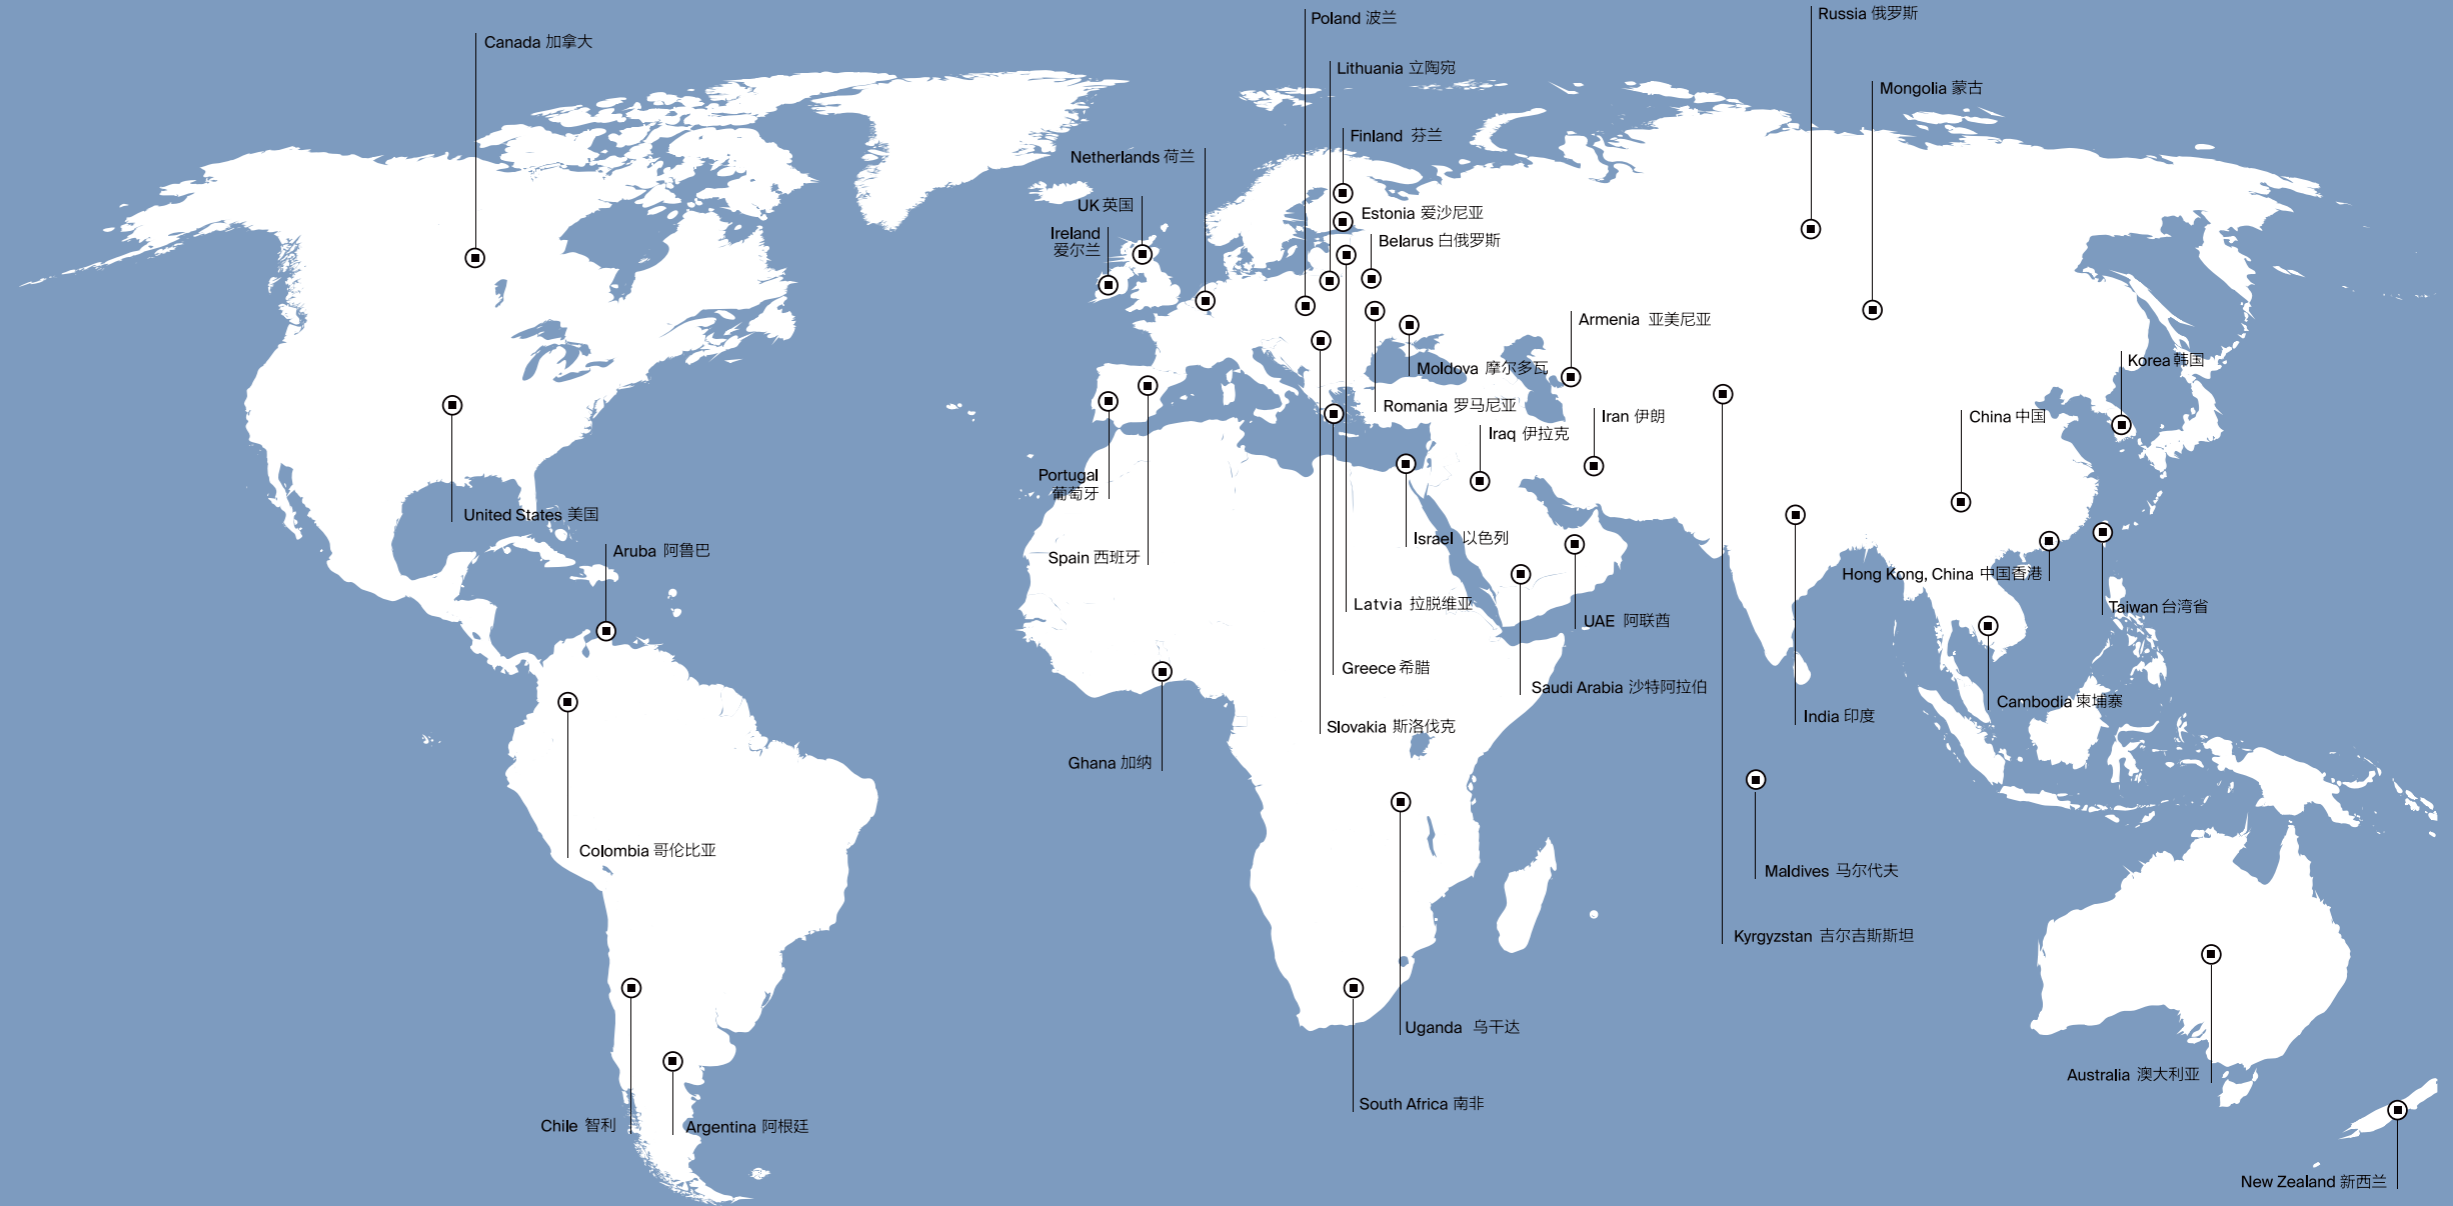 Canada 加拿大
United States 美国
Aruba 阿鲁巴
Colombia 哥伦比亚
Chile 智利
Argentina 阿根廷
Poland 波兰
Lithuania 立陶宛
Finland 芬兰
Netherlands 荷兰
UK 英国
Ireland
爱尔兰
Estonia 爱沙尼亚
Belarus 白俄罗斯
Armenia 亚美尼亚
Moldova 摩尔多瓦
Romania 罗马尼亚
Iraq 伊拉克
Iran 伊朗
Portugal
葡萄牙
Spain 西班牙
Israel 以色列
Latvia 拉脱维亚
UAE 阿联酋
Greece 希腊
Saudi Arabia 沙特阿拉伯
Slovakia 斯洛伐克
Ghana 加纳
Uganda 乌干达
South Africa 南非
Russia 俄罗斯
Mongolia 蒙古
Korea 韩国
China 中国
Hong Kong, China 中国香港
Taiwan 台湾省
Cambodia 柬埔寨
India 印度
Maldives 马尔代夫
Kyrgyzstan 吉尔吉斯斯坦
Australia 澳大利亚
New Zealand 新西兰